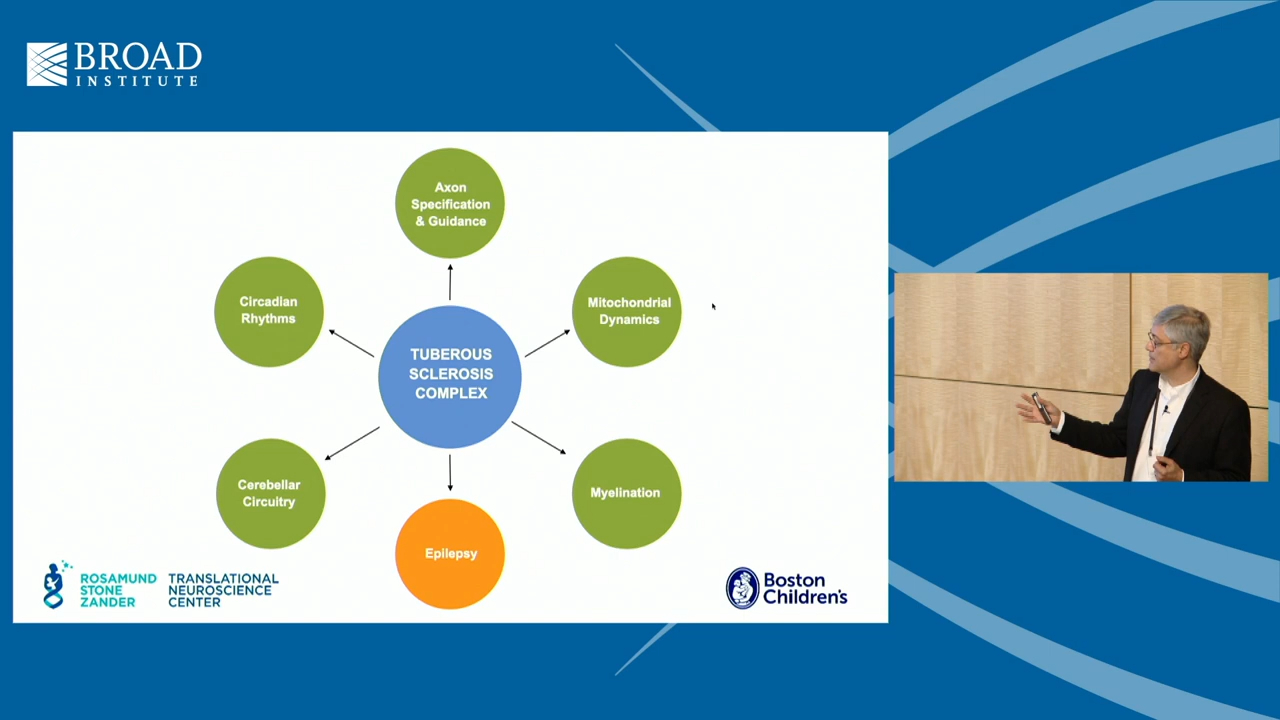 BROAD
INSTITUTE
Axon
Specification
& Guidance
Circadian
Rhythms
Mitochondrial
Dynamics
TUBEROUS
SCLEROSIS
COMPLEX
Cerebellar
Circuitry
Myelination
Epilepsy
ROSAMUND
STONE
ZANDER
TRANSLATIONAL
NEUROSCIENCE
CENTER
Boston
Children's